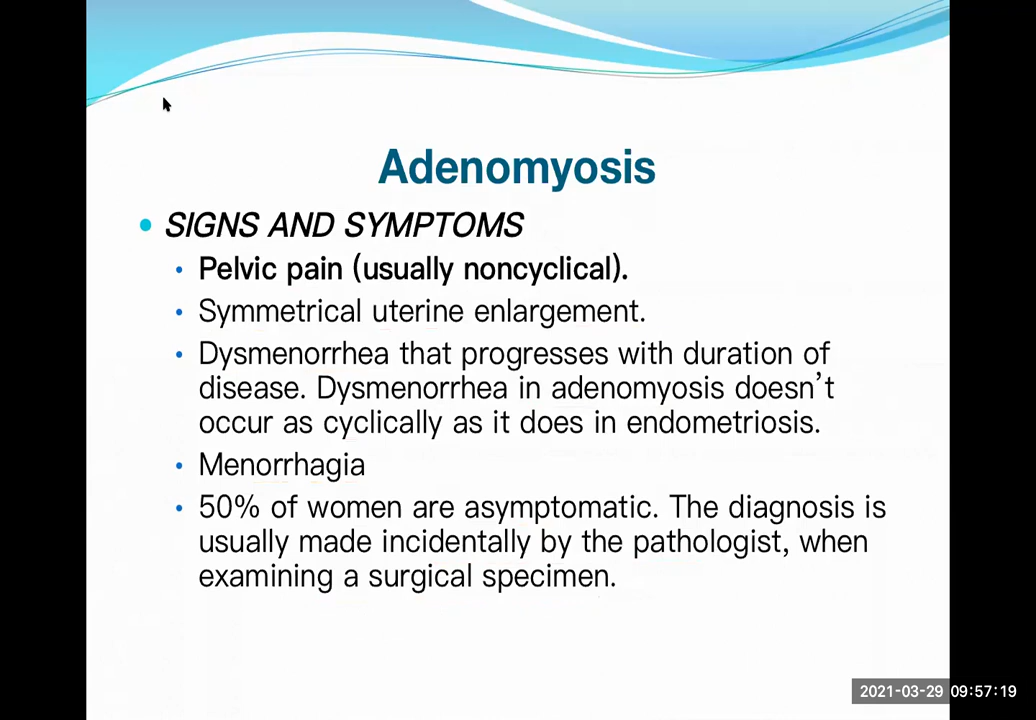 Adenomyosis
• SIGNS AND SYMPTOMS
• Pelvic pain (usually noncyclical).
• Symmetrical uterine enlargement.
• Dysmenorrhea that progresses with duration of
disease. Dysmenorrhea in adenomyosis doesn't
occur as cyclically as it does in endometriosis.
• Menorrhagia
• 50% of women are asymptomatic. The diagnosis is
usually made incidentally by the pathologist, when
examining a surgical specimen.
2021-03-29 09:57:19